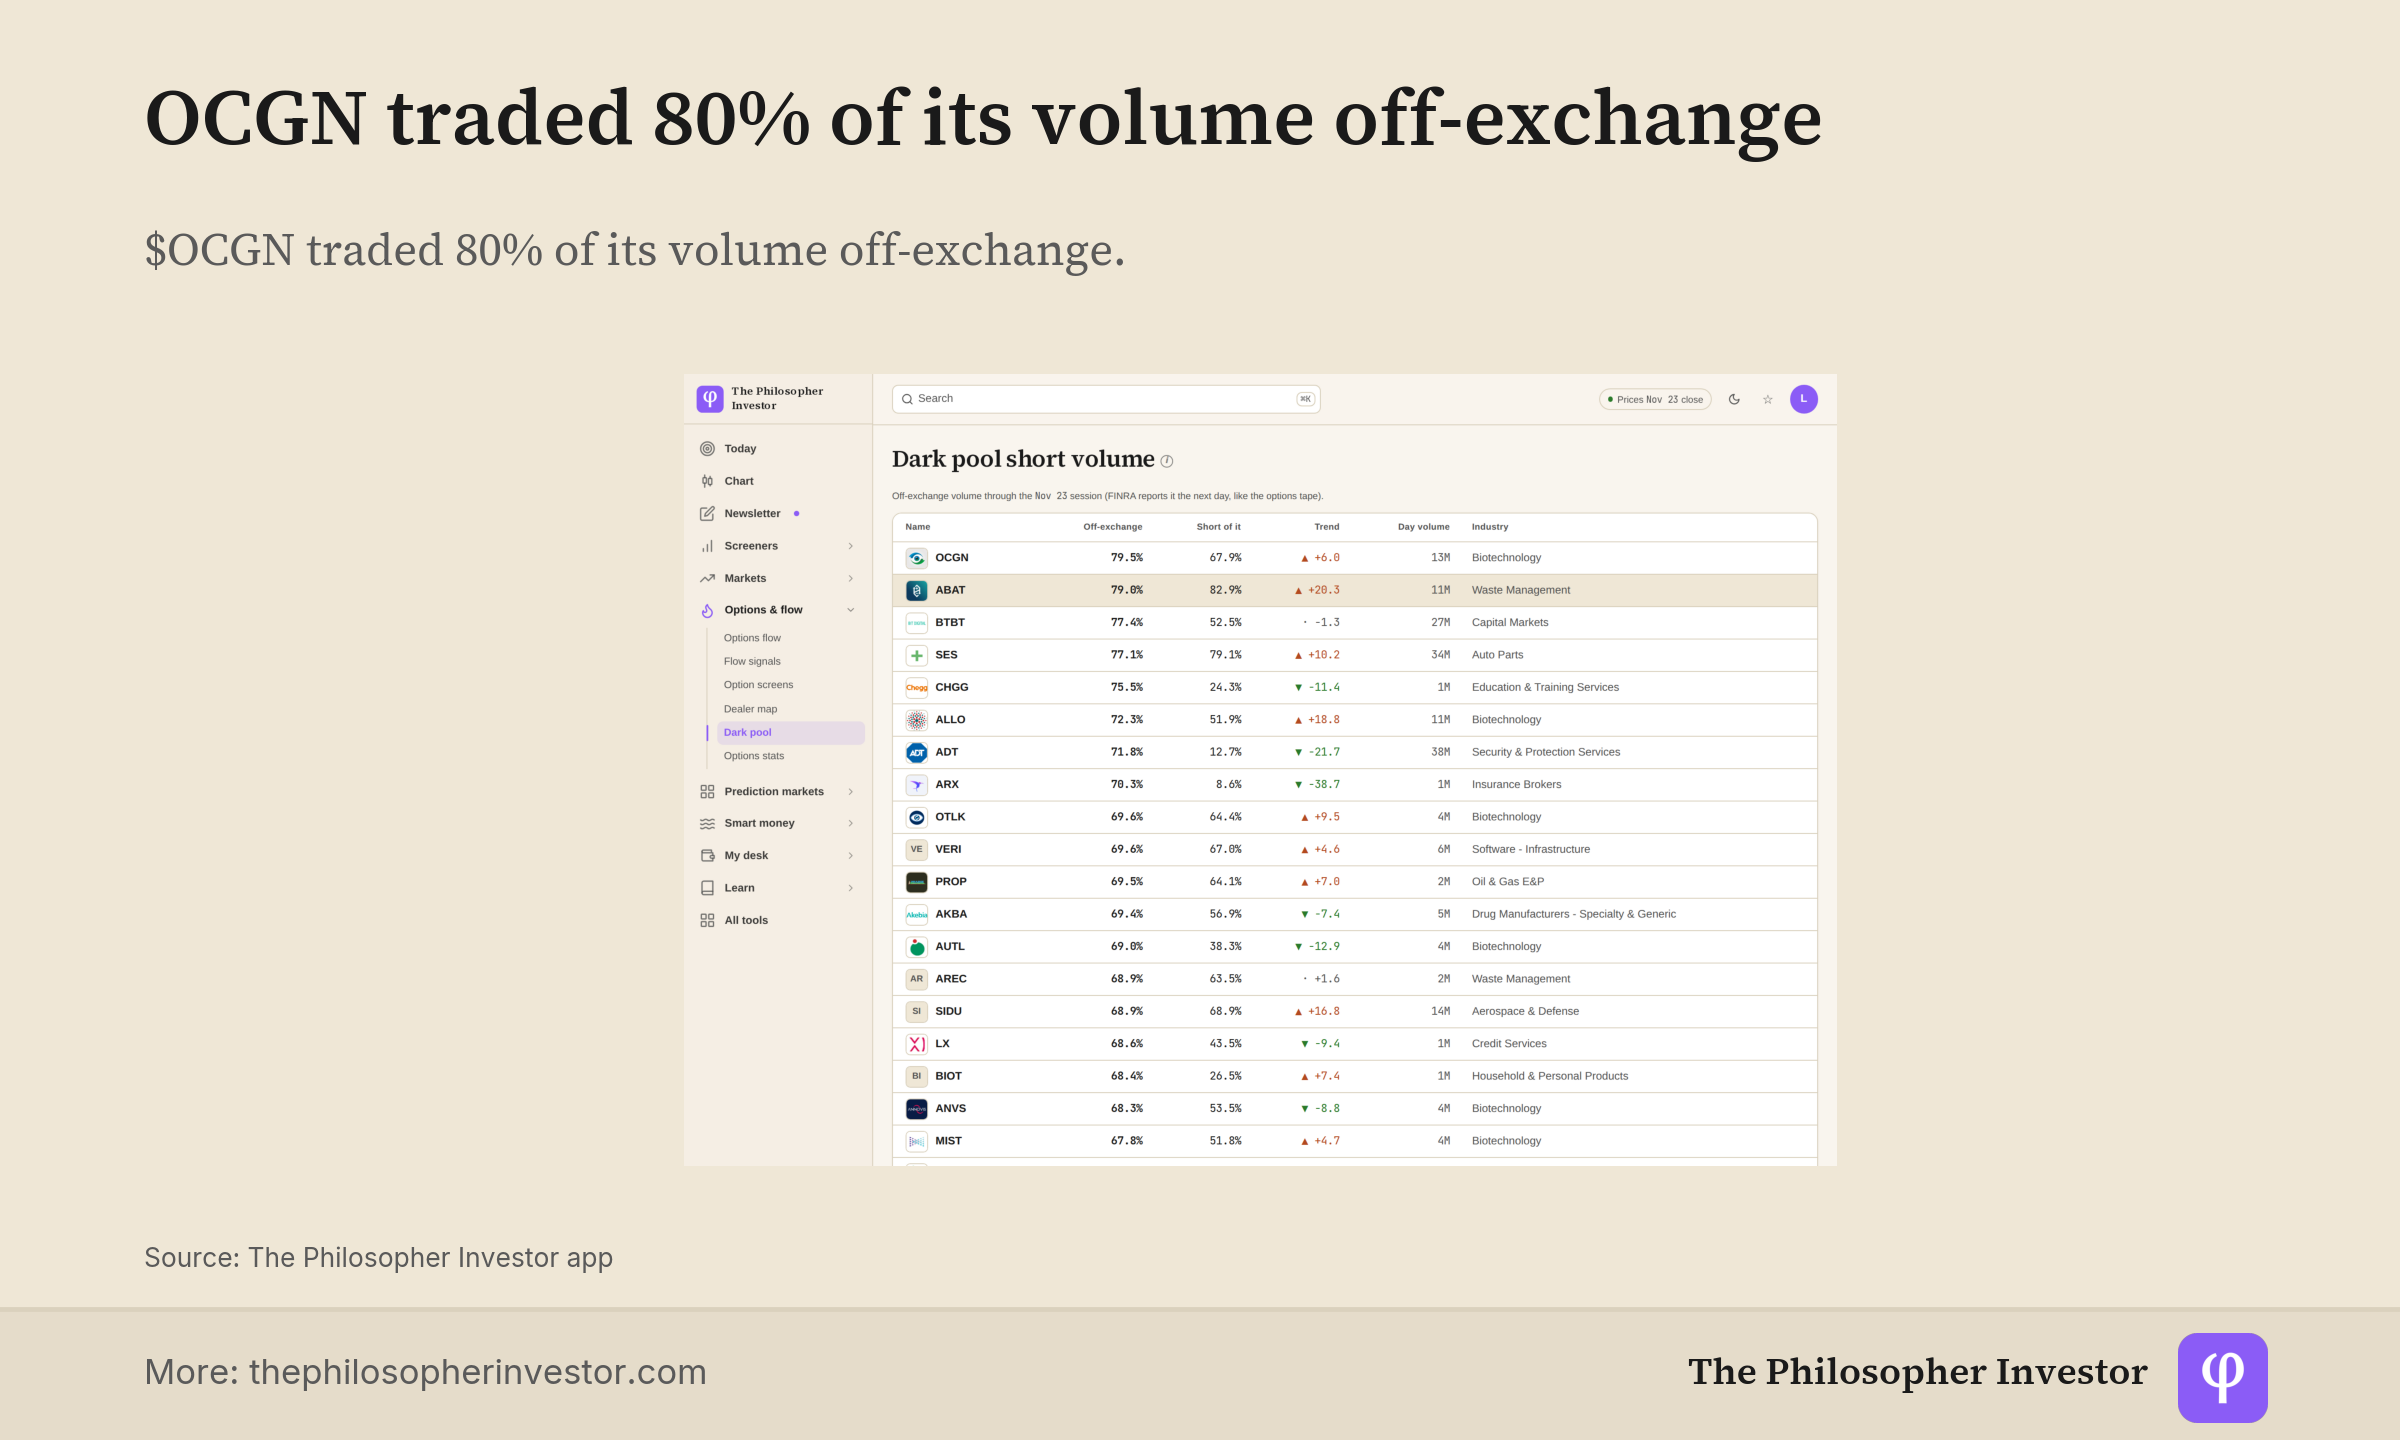 OCGN traded 80% of its volume off-exchange
$OCGN traded 80% of its volume off-exchange.
φ The Philosopher Investor
Search ⌘K
Prices Nov 23 close
L
Today
Chart
Newsletter
Screeners
Markets
Options & flow
Options flow
Flow signals
Option screens
Dealer map
Dark pool
Options stats
Prediction markets
Smart money
My desk
Learn
All tools
Dark pool short volume
Off-exchange volume through the Nov 23 session (FINRA reports it the next day, like the options tape).
Name Off-exchange Short of it Trend Day volume Industry
OCGN 79.5% 67.9% ▲ +6.0 13M Biotechnology
ABAT 79.0% 82.9% ▲ +20.3 11M Waste Management
BTBT 77.4% 52.5% · -1.3 27M Capital Markets
SES 77.1% 79.1% ▲ +10.2 34M Auto Parts
Chegg CHGG 75.5% 24.3% ▼ -11.4 1M Education & Training Services
ALLO 72.3% 51.9% ▲ +18.8 11M Biotechnology
ADT ADT 71.8% 12.7% ▼ -21.7 38M Security & Protection Services
ARX 70.3% 8.6% ▼ -38.7 1M Insurance Brokers
OTLK 69.6% 64.4% ▲ +9.5 4M Biotechnology
VE VERI 69.6% 67.0% ▲ +4.6 6M Software - Infrastructure
PROP 69.5% 64.1% ▲ +7.0 2M Oil & Gas E&P
Akebia AKBA 69.4% 56.9% ▼ -7.4 5M Drug Manufacturers - Specialty & Generic
AUTL 69.0% 38.3% ▼ -12.9 4M Biotechnology
AR AREC 68.9% 63.5% · +1.6 2M Waste Management
SI SIDU 68.9% 68.9% ▲ +16.8 14M Aerospace & Defense
LX 68.6% 43.5% ▼ -9.4 1M Credit Services
BI BIOT 68.4% 26.5% ▲ +7.4 1M Household & Personal Products
ANVS 68.3% 53.5% ▼ -8.8 4M Biotechnology
MIST 67.8% 51.8% ▲ +4.7 4M Biotechnology
Source: The Philosopher Investor app
More: thephilosopherinvestor.com
The Philosopher Investor φ